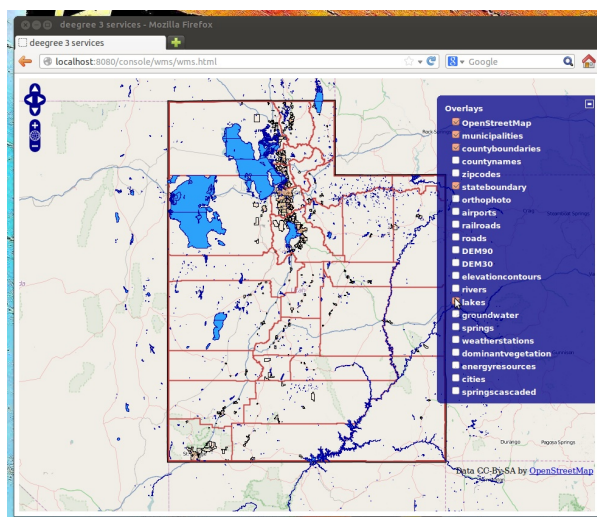 deegree 3 services - Mozilla Firefox
deegree 3 services
localhost:8080/console/wms/wms.html
Google
Overlays
OpenStreetMap
municipalities
countyboundaries
countynames
zipcodes
stateboundary
orthophoto
airports
railroads
roads
DEM90
DEM30
elevationcontours
rivers
lakes
groundwater
springs
weatherstations
dominantvegetation
energyresources
cities
springscascaded
Durango
Pagosa Springs
Data CC-By-SA by OpenStreetMap